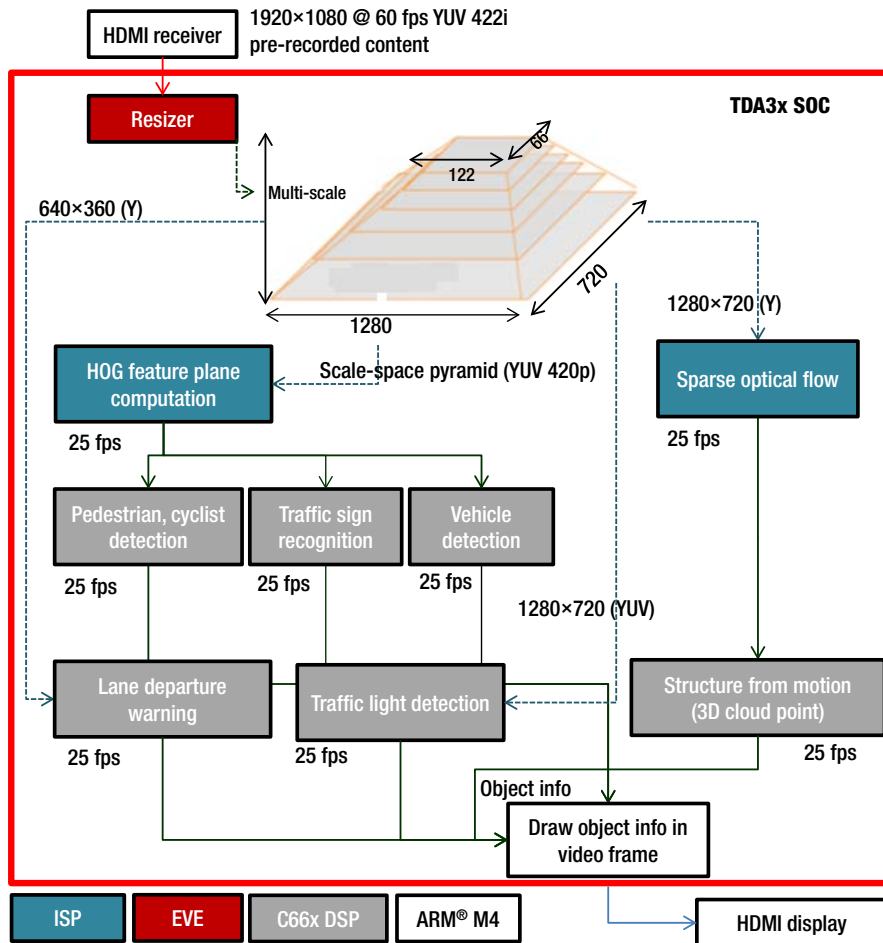 HDMI receiver
1920×1080 @ 60 fps YUV 422i
pre-recorded content
TDA3x SOC
Resizer
66
122
Multi-scale
640×360 (Y)
720
1280×720 (Y)
1280
Scale-space pyramid (YUV 420p)
HOG feature plane
computation
Sparse optical flow
25 fps
25 fps
Pedestrian, cyclist
detection
Traffic sign
recognition
Vehicle
detection
25 fps
25 fps
25 fps
1280×720 (YUV)
Lane departure
warning
Traffic light detection
Structure from motion
(3D cloud point)
25 fps
25 fps
25 fps
Object info
Draw object info in
video frame
ISP
EVE
C66x DSP
ARM® M4
HDMI display